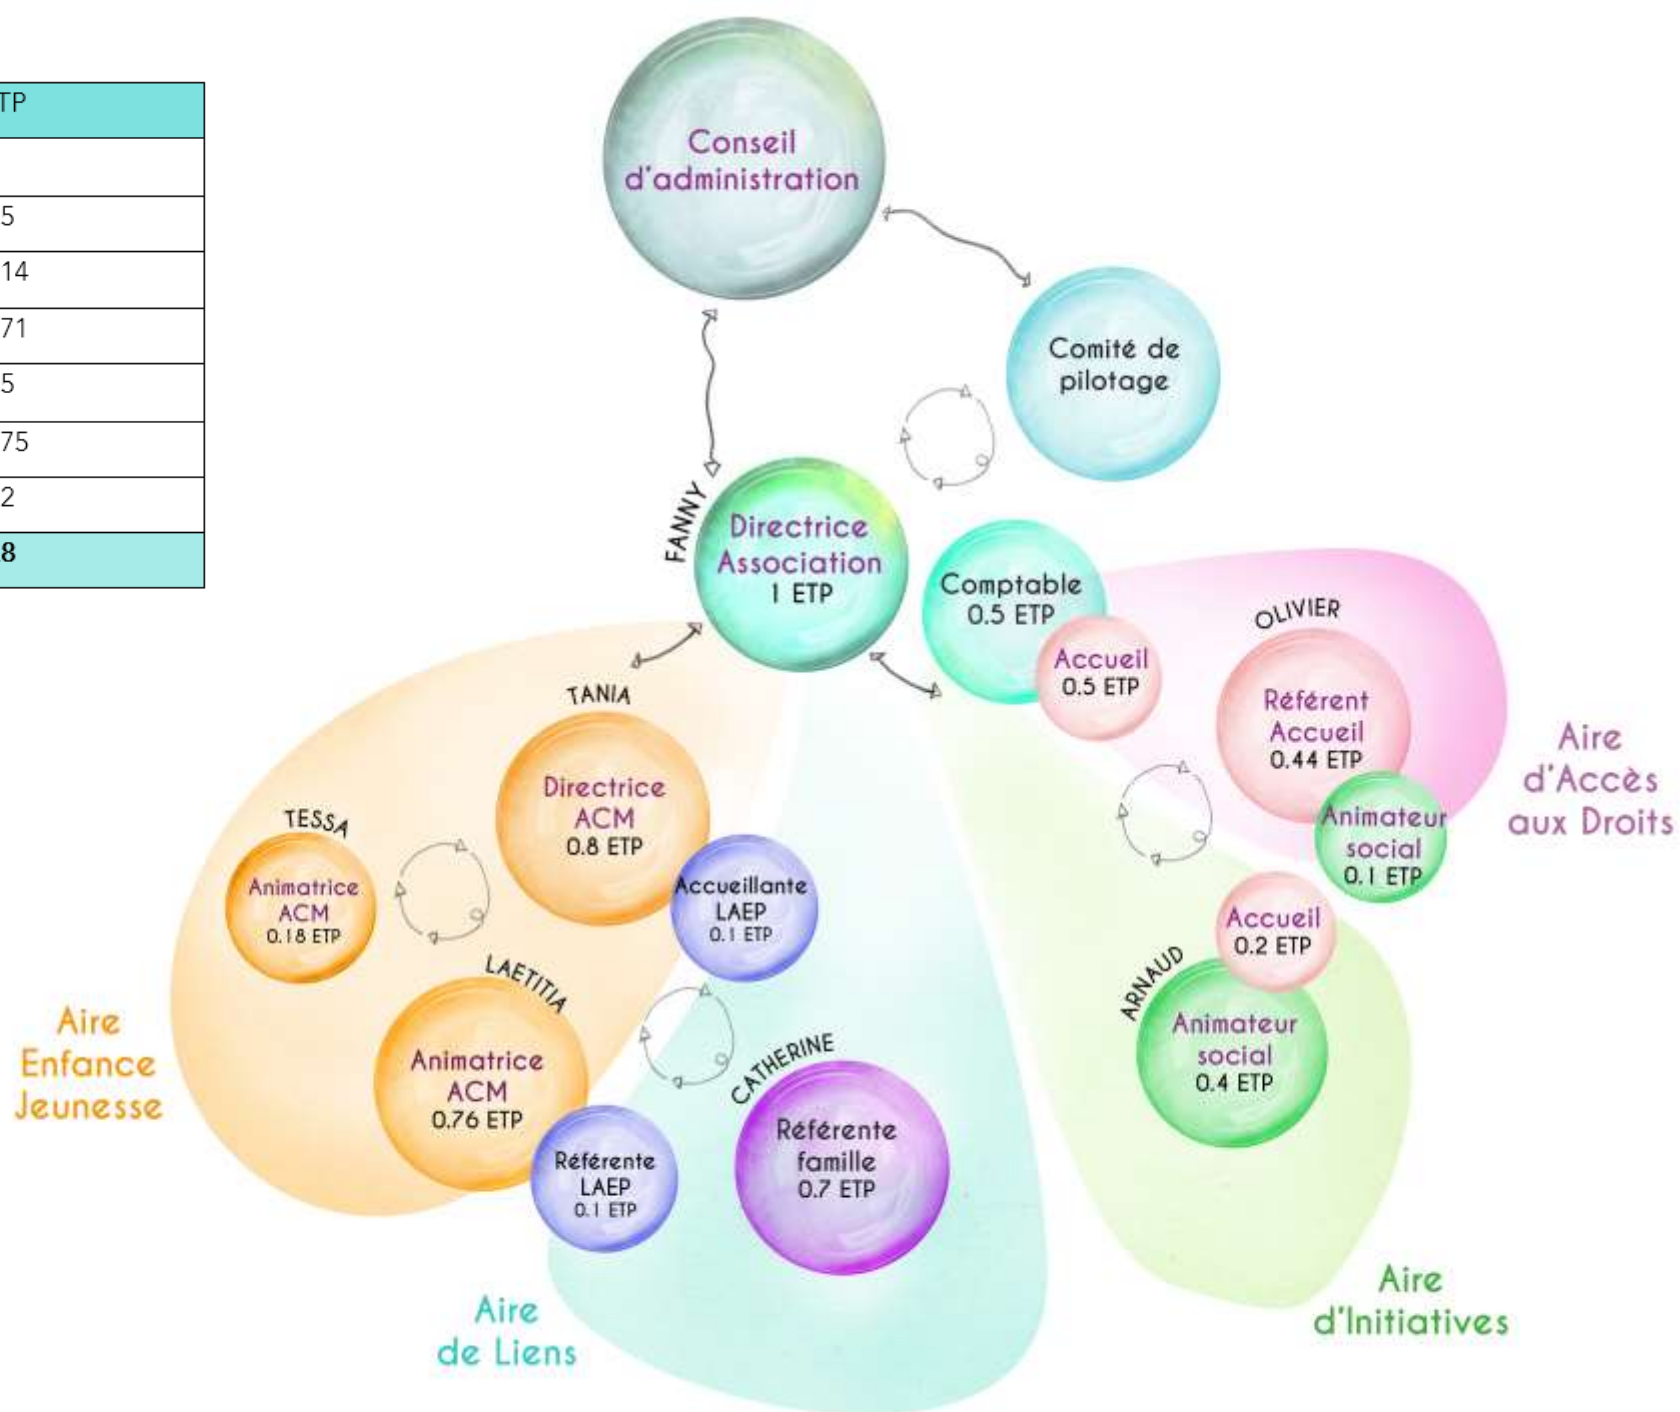 TP
5
14
71
5
75
2
8
Conseil
d'administration
Comité de
pilotage
FANNY
Directrice
Association
1 ETP
Comptable
0.5 ETP
Accueil
0.5 ETP
OLIVIER
Référent
Accueil
0.44 ETP
Animateur
social
0.1 ETP
Aire
d'Accès
aux Droits
TANIA
Directrice
ACM
0.8 ETP
TESSA
Animatrice
ACM
0.18 ETP
Accueillante
LAEP
0.1 ETP
LAETITIA
Animatrice
ACM
0.76 ETP
Référente
LAEP
0.1 ETP
Aire
Enfance
Jeunesse
CATHERINE
Référente
famille
0.7 ETP
Aire
de Liens
Accueil
0.2 ETP
ARNAUD
Animateur
social
0.4 ETP
Aire
d'Initiatives